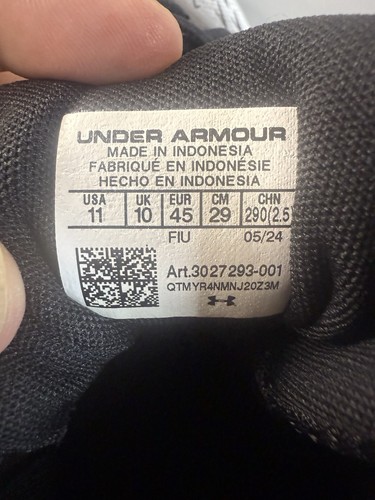 UNDER ARMOUR
MADE IN INDONESIA
FABRIQUÉ EN INDONÉSIE
HECHO EN INDONESIA
USA UK EUR CM CHN
11 10 45 29 290(2.5
FIU 05/24
Art.3027293-001
QTMYR4NMNJ20Z3M